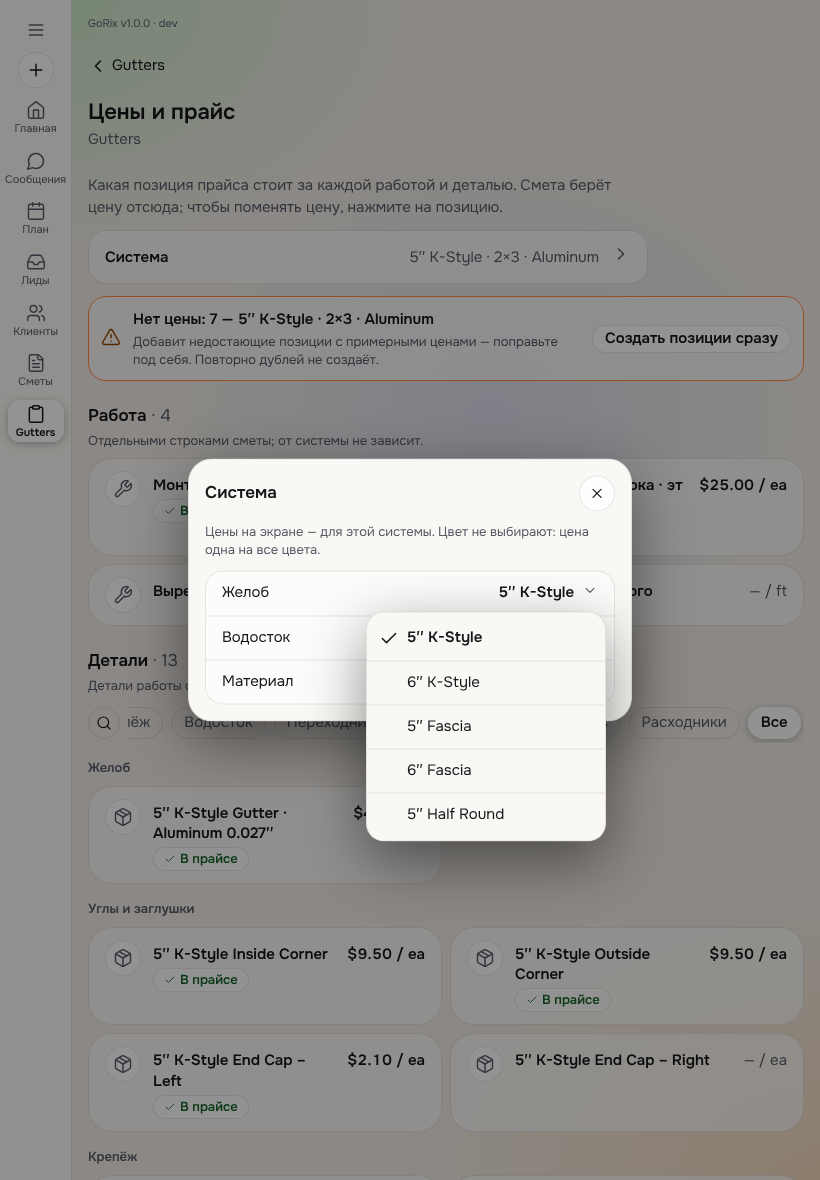 GoRix v1.0.0 · dev
Gutters
Главная
Сообщения
План
Лиды
Клиенты
Сметы
Gutters
Цены и прайс
Gutters
Какая позиция прайса стоит за каждой работой и деталью. Смета берёт
цену отсюда; чтобы поменять цену, нажмите на позицию.
Система
5″ K-Style · 2×3 · Aluminum
Нет цены: 7 — 5″ K-Style · 2×3 · Aluminum
Добавит недостающие позиции с примерными ценами — поправьте
под себя. Повторно дублей не создаёт.
Создать позиции сразу
Работа · 4
Отдельными строками сметы; от системы не зависит.
$25.00 / ea
— / ft
Система
Цены на экране — для этой системы. Цвет не выбирают: цена
одна на все цвета.
Желоб
5″ K-Style
Водосток
Материал
5″ K-Style
6″ K-Style
5″ Fascia
6″ Fascia
5″ Half Round
Детали · 13
Детали работы
Водосток
Расходники
Все
Желоб
5″ K-Style Gutter ·
Aluminum 0.027″
В прайсе
Углы и заглушки
5″ K-Style Inside Corner
$9.50 / ea
В прайсе
5″ K-Style Outside
Corner
$9.50 / ea
В прайсе
5″ K-Style End Cap –
Left
$2.10 / ea
В прайсе
5″ K-Style End Cap – Right
— / ea
Крепёж